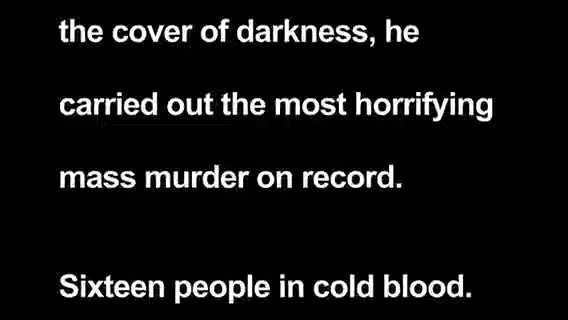 the cover of darkness, he
carried out the most horrifying
mass murder on record.
Sixteen people in cold blood.